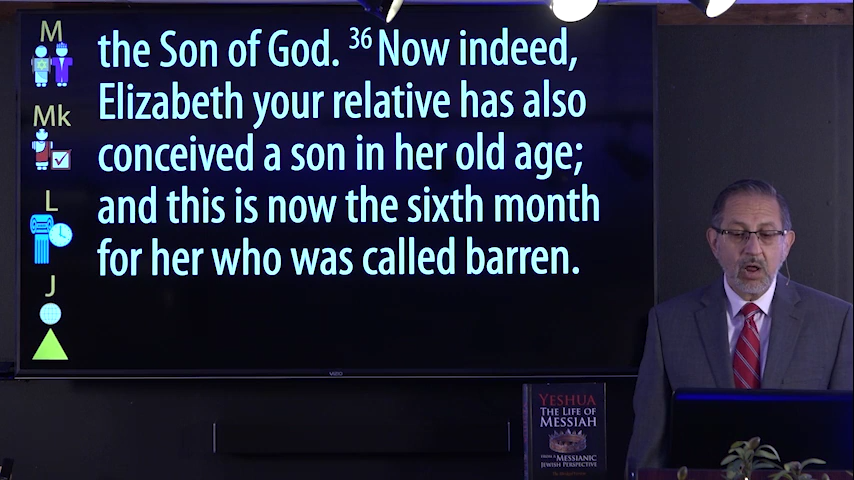 M
the Son of God. 36 Now indeed,
Elizabeth your relative has also
Mk
conceived a son in her old age;
and this is now the sixth month
L
for her who was called barren.
J
VIZIO
YESHUA
THE LIFE OF
MESSIAH
FROM A MESSIANIC
JEWISH PERSPECTIVE